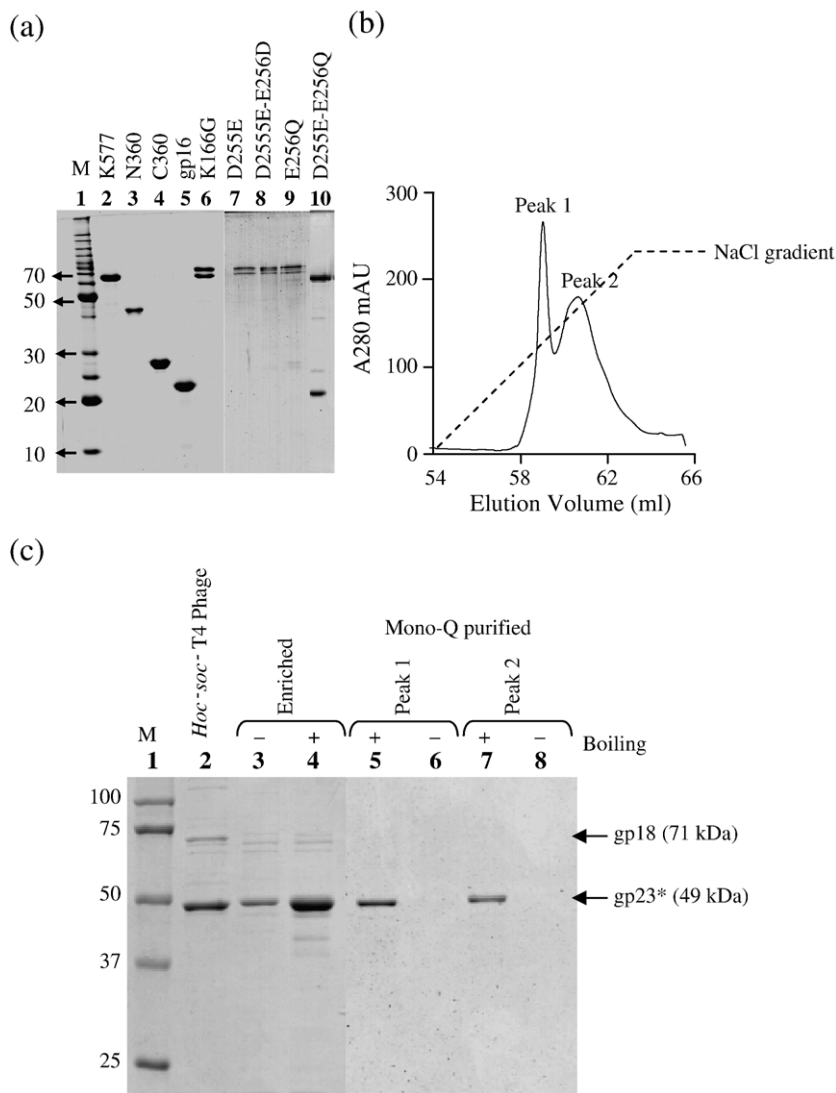 (a)
M
K577
N360
C360
gp16
K166G
D255E
D2555E-E256D
E256Q
D255E-E256Q
1 2 3 4 5 6 7 8 9 10
70
50
30
20
10
(b)
300
200
100
0
A280 mAU
Peak 1
Peak 2
NaCl gradient
54 58 62 66
Elution Volume (ml)
(c)
Hoc-soc- T4 Phage
Enriched
Mono-Q purified
Peak 1
Peak 2
M
– + + – + – Boiling
1 2 3 4 5 6 7 8
100
75
50
37
25
gp18 (71 kDa)
gp23* (49 kDa)